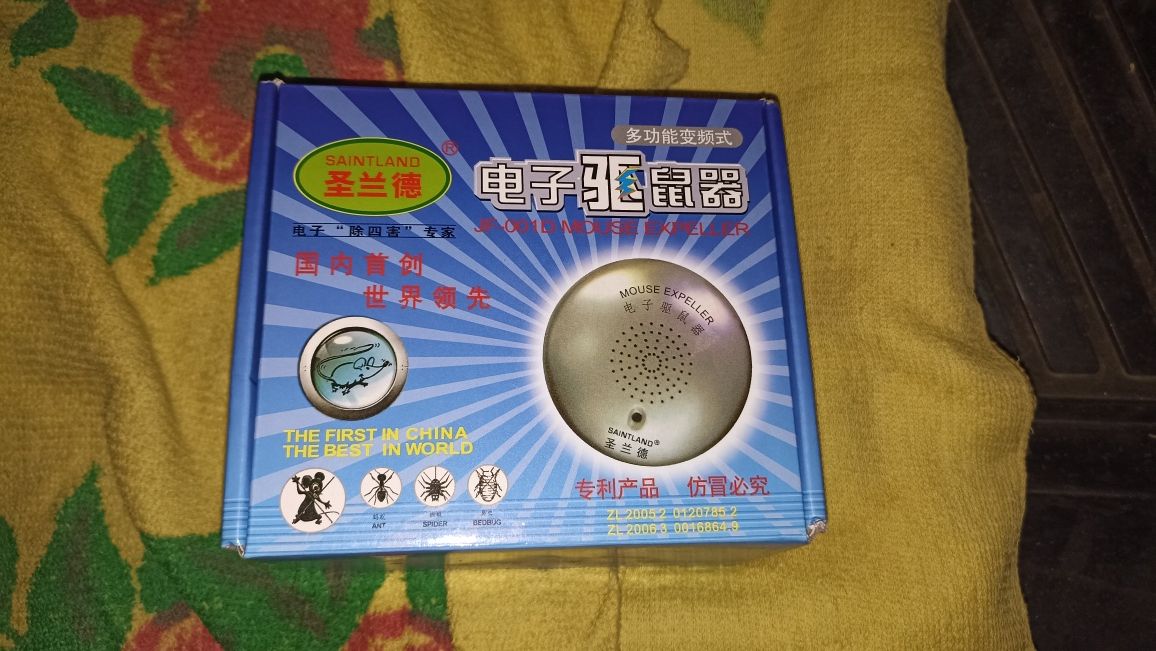 多功能变频式
SAINTLAND
圣兰德
®
电子驱鼠器
JF-001D MOUSE EXPELLER
电子“除四害”专家
国内首创
世界领先
MOUSE EXPELLER
电子驱鼠器
SAINTLAND®
圣兰德
THE FIRST IN CHINA
THE BEST IN WORLD
ANT
SPIDER
BEDBUG
专利产品 仿冒必究
ZL 2005 2 0120785.2
ZL 2006 3 0016864.9